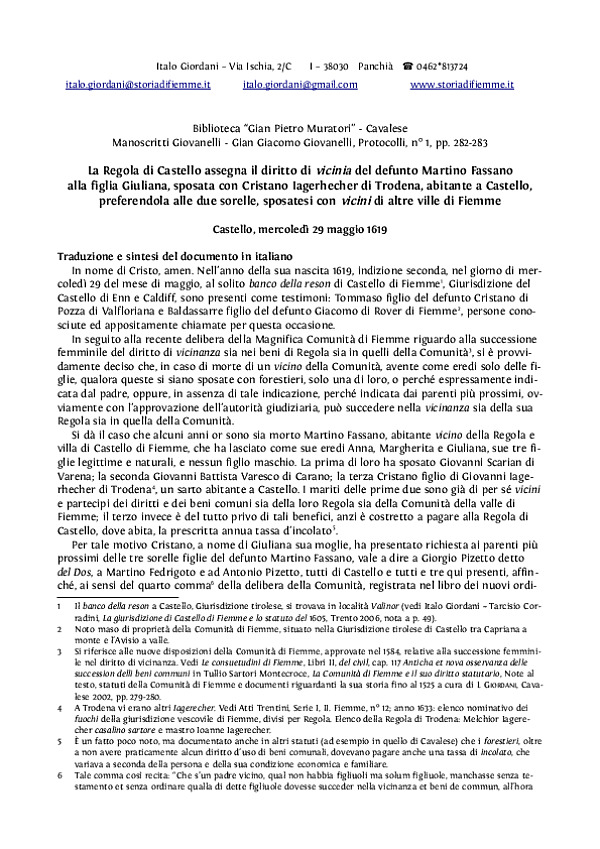 Italo Giordani – Via Ischia, 2/C I – 38030 Panchià ☎ 0462*813724
italo.giordani@storiadifiemme.it italo.giordani@gmail.com www.storiadifiemme.it
Biblioteca “Gian Pietro Muratori” - Cavalese
Manoscritti Giovanelli - Gian Giacomo Giovanelli, Protocolli, n° 1, pp. 282-283
La Regola di Castello assegna il diritto di vicinia del defunto Martino Fassano
alla figlia Giuliana, sposata con Cristano Iagerhecher di Trodena, abitante a Castello,
preferendola alle due sorelle, sposatesi con vicini di altre ville di Fiemme
Castello, mercoledì 29 maggio 1619
Traduzione e sintesi del documento in italiano
In nome di Cristo, amen. Nell’anno della sua nascita 1619, indizione seconda, nel giorno di mer-
coledì 29 del mese di maggio, al solito banco della reson di Castello di Fiemme1, Giurisdizione del
Castello di Enn e Caldiff, sono presenti come testimoni: Tommaso figlio del defunto Cristano di
Pozza di Valfloriana e Baldassarre figlio del defunto Giacomo di Rover di Fiemme2, persone cono-
sciute ed appositamente chiamate per questa occasione.
In seguito alla recente delibera della Magnifica Comunità di Fiemme riguardo alla successione
femminile del diritto di vicinanza sia nei beni di Regola sia in quelli della Comunità3, si è provvi-
damente deciso che, in caso di morte di un vicino della Comunità, avente come eredi solo delle fi-
glie, qualora queste si siano sposate con forestieri, solo una di loro, o perché espressamente indi-
cata dal padre, oppure, in assenza di tale indicazione, perché indicata dai parenti più prossimi, ov-
viamente con l’approvazione dell’autorità giudiziaria, può succedere nella vicinanza sia della sua
Regola sia in quella della Comunità.
Si dà il caso che alcuni anni or sono sia morto Martino Fassano, abitante vicino della Regola e
villa di Castello di Fiemme, che ha lasciato come sue eredi Anna, Margherita e Giuliana, sue tre fi-
glie legittime e naturali, e nessun figlio maschio. La prima di loro ha sposato Giovanni Scarian di
Varena; la seconda Giovanni Battista Varesco di Carano; la terza Cristano figlio di Giovanni Iage-
rhecher di Trodena4, un sarto abitante a Castello. I mariti delle prime due sono già di per sé vicini
e partecipi dei diritti e dei beni comuni sia della loro Regola sia della Comunità della valle di
Fiemme; il terzo invece è del tutto privo di tali benefici, anzi è costretto a pagare alla Regola di
Castello, dove abita, la prescritta annua tassa d’incolato5.
Per tale motivo Cristano, a nome di Giuliana sua moglie, ha presentato richiesta ai parenti più
prossimi delle tre sorelle figlie del defunto Martino Fassano, vale a dire a Giorgio Pizetto detto
del Dos, a Martino Fedrigoto e ad Antonio Pizetto, tutti di Castello e tutti e tre qui presenti, affin-
ché, ai sensi del quarto comma6 della delibera della Comunità, registrata nel libro dei nuovi ordi-
1 Il banco della reson a Castello, Giurisdizione tirolese, si trovava in località Valinor (vedi Italo Giordani – Tarcisio Cor-
radini, La giurisdizione di Castello di Fiemme e lo statuto del 1605, Trento 2006, nota a p. 49).
2 Noto maso di proprietà della Comunità di Fiemme, situato nella Giurisdizione tirolese di Castello tra Capriana a
monte e l’Avisio a valle.
3 Si riferisce alle nuove disposizioni della Comunità di Fiemme, approvate nel 1584, relative alla successione femmini-
le nel diritto di vicinanza. Vedi Le consuetudini di Fiemme, Libri II, del civil, cap. 117 Anticha et nova osservanza delle
succession delli beni communi in Tullio Sartori Montecroce, La Comunità di Fiemme e il suo diritto statutario, Note al
testo, statuti della Comunità di Fiemme e documenti riguardanti la sua storia fino al 1525 a cura di I. GIORDANI, Cava-
lese 2002, pp. 279-280.
4 A Trodena vi erano altri Iagerecher. Vedi Atti Trentini, Serie I, II. Fiemme, n° 12; anno 1633: elenco nominativo dei
fuochi della giurisdizione vescovile di Fiemme, divisi per Regola. Elenco della Regola di Trodena: Melchior Iagere-
cher casalino sartore e mastro Ioanne Iagerecher.
5 È un fatto poco noto, ma documentato anche in altri statuti (ad esempio in quello di Cavalese) che i forestieri, oltre
a non avere praticamente alcun diritto d’uso di beni comunali, dovevano pagare anche una tassa di incolato, che
variava a seconda della persona e della sua condizione economica e familiare.
6 Tale comma così recita: “Che s’un padre vicino, qual non habbia figliuoli ma solum figliuole, manchasse senza te-
stamento et senza ordinare qualla di dette figliuole dovesse succeder nella vicinanza et beni de commun, all’hora